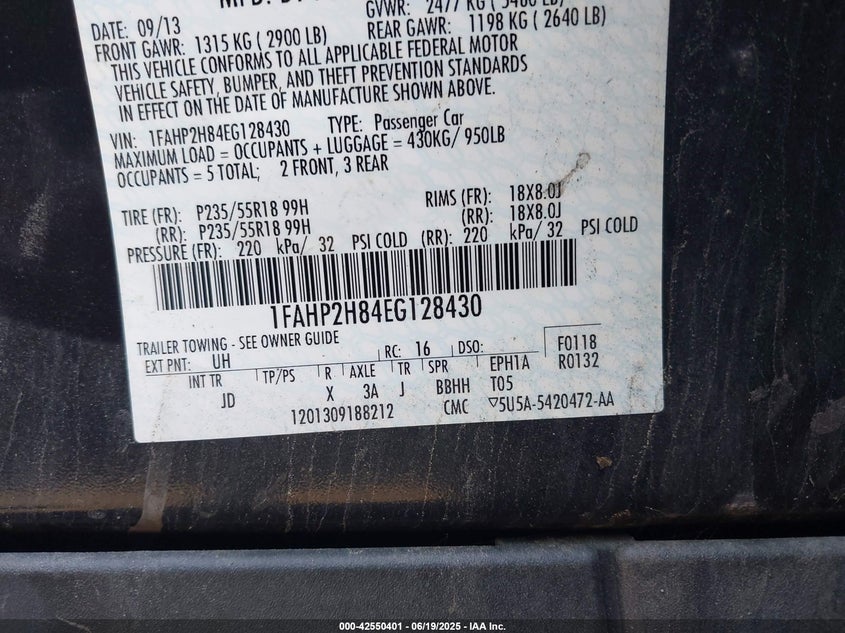 GVWR: 2477 KG
DATE: 09/13
REAR GAWR: 1198 KG ( 2640 LB)
FRONT GAWR: 1315 KG ( 2900 LB)
THIS VEHICLE CONFORMS TO ALL APPLICABLE FEDERAL MOTOR
VEHICLE SAFETY, BUMPER, AND THEFT PREVENTION STANDARDS
IN EFFECT ON THE DATE OF MANUFACTURE SHOWN ABOVE.
VIN: 1FAHP2H84EG128430 TYPE: Passenger Car
MAXIMUM LOAD = OCCUPANTS + LUGGAGE = 430KG/ 950LB
OCCUPANTS = 5 TOTAL; 2 FRONT, 3 REAR
TIRE (FR): P235/55R18 99H RIMS (FR): 18X8.0J
(RR): P235/55R18 99H (RR): 18X8.0J
PRESSURE (FR): 220 kPa/ 32 PSI COLD (RR): 220 kPa/ 32 PSI COLD
1FAHP2H84EG128430
TRAILER TOWING - SEE OWNER GUIDE
EXT PNT: UH RC: 16 DSO: F0118
R0132
INT TR TP/PS R AXLE TR SPR EPH1A
JD X 3A J BBHH T05
1201309188212 CMC ▽5U5A-5420472-AA
000-42550401 / 06/19/2025 / IAA Inc.